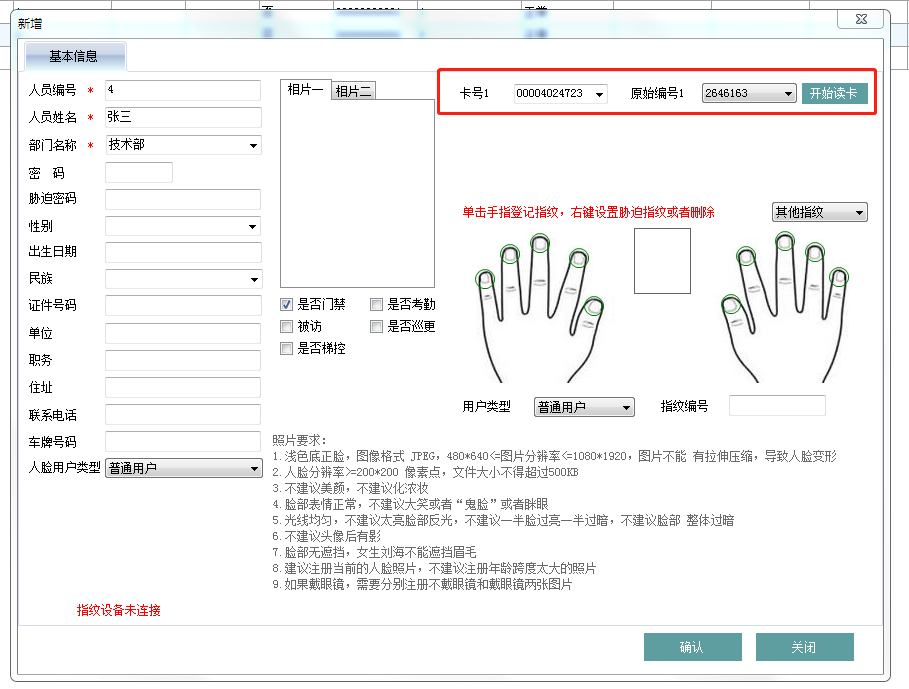 新增
基本信息
人员编号 * 4
人员姓名 * 张三
部门名称 * 技术部
密 码
胁迫密码
性别
出生日期
民族
证件号码
单位
职务
住址
联系电话
车牌号码
人脸用户类型 普通用户
指纹设备未连接
相片一 相片二
是否门禁 是否考勤
被访 是否巡更
是否梯控
卡号1 00004024723 原始编号1 2646163 开始读卡
单击手指登记指纹，右键设置胁迫指纹或者删除 其他指纹
用户类型 普通用户 指纹编号
照片要求：
1.浅色底正脸，图像格式 JPEG，480*640<=图片分辨率<=1080*1920，图片不能 有拉伸压缩，导致人脸变形
2.人脸分辨率>=200*200 像素点，文件大小不得超过500KB
3.不建议美颜，不建议化浓妆
4.脸部表情正常，不建议大笑或者“鬼脸”或者眯眼
5.光线均匀，不建议太亮脸部反光，不建议一半脸过亮一半过暗，不建议脸部 整体过暗
6.不建议头像后有影
7.脸部无遮挡，女生刘海不能遮挡眉毛
8.建议注册当前的人脸照片，不建议注册年龄跨度太大的照片
9.如果戴眼镜，需要分别注册不戴眼镜和戴眼镜两张图片
确认 关闭